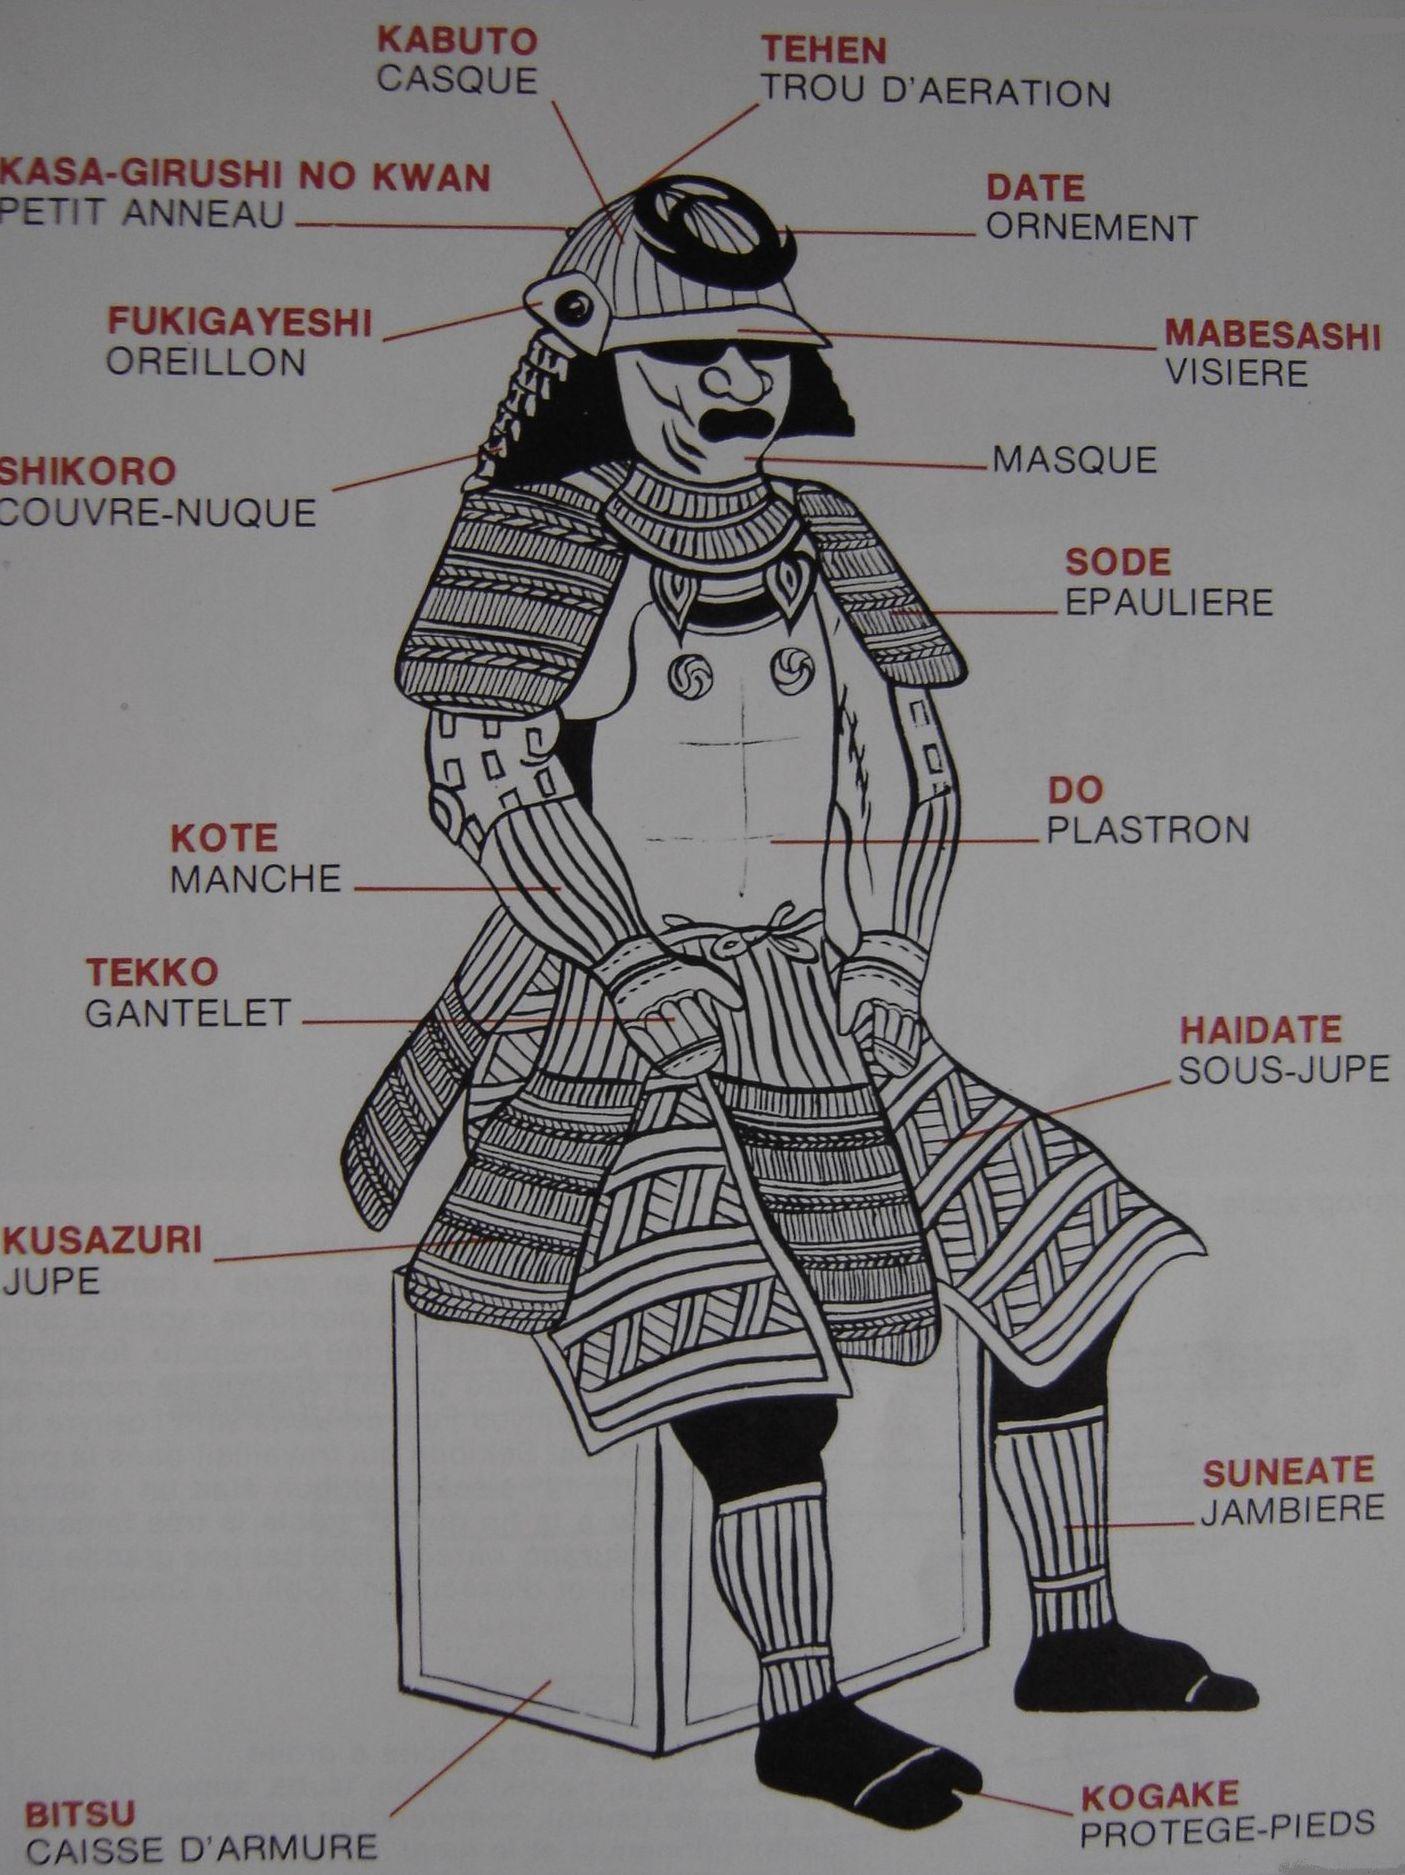 KABUTO
CASQUE
TEHEN
TROU D'AERATION
KASA-GIRUSHI NO KWAN
PETIT ANNEAU
DATE
ORNEMENT
FUKIGAYESHI
OREILLON
MABESASHI
VISIERE
SHIKORO
COUVRE-NUQUE
MASQUE
SODE
EPAULIERE
DO
PLASTRON
KOTE
MANCHE
TEKKO
GANTELET
HAIDATE
SOUS-JUPE
KUSAZURI
JUPE
SUNEATE
JAMBIERE
BITSU
CAISSE D'ARMURE
KOGAKE
PROTEGE-PIEDS